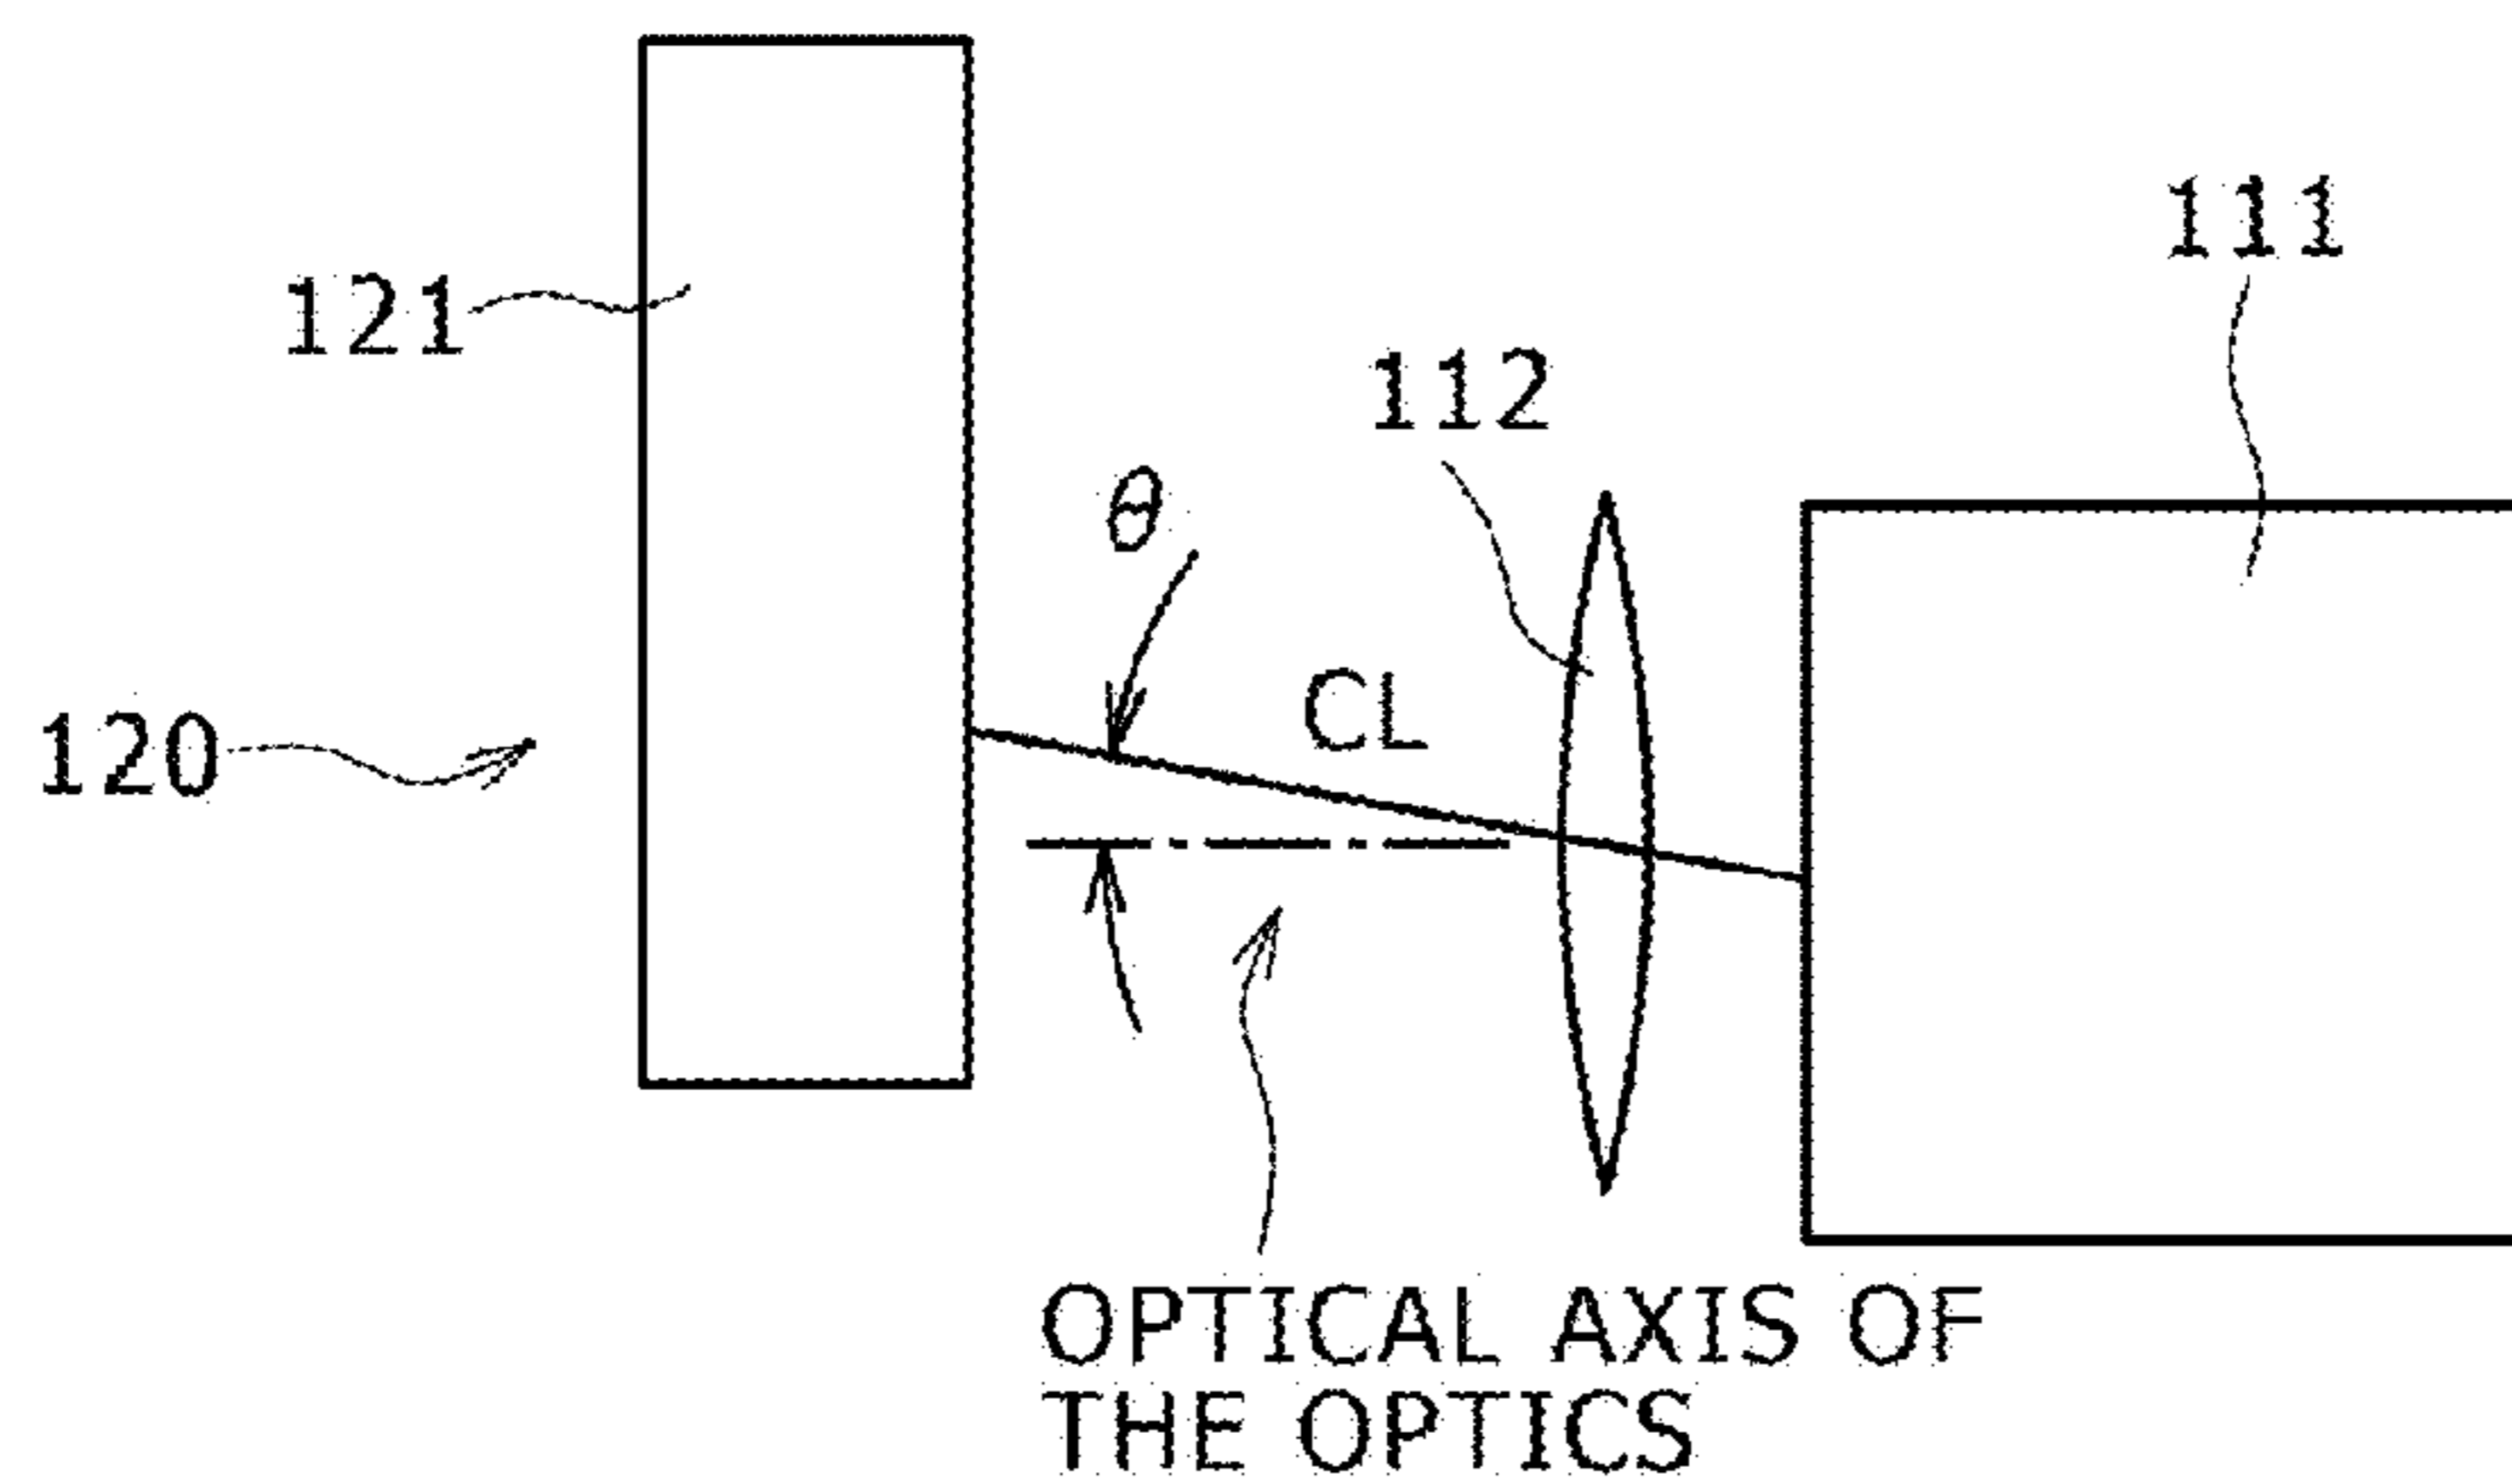 111
121
112
θ
CL
120
OPTICAL AXIS OF
THE OPTICS